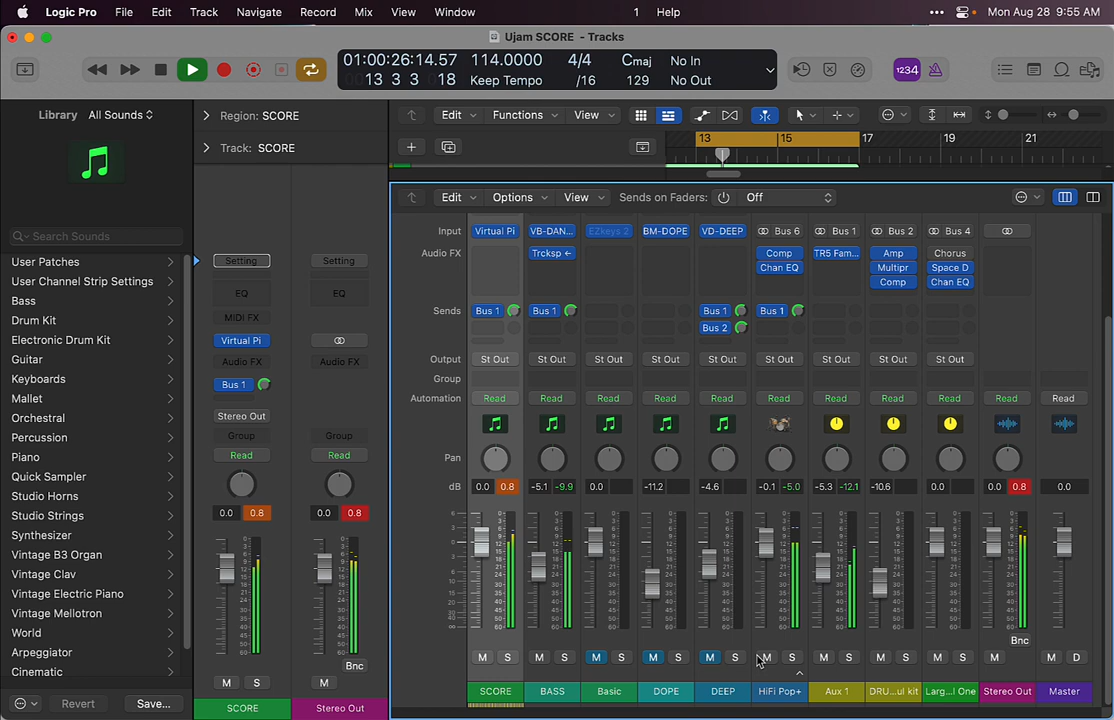 Logic Pro File Edit Track Navigate Record Mix View Window 1 Help Mon Aug 28 9:55 AM
Ujam SCORE - Tracks
01:00:26:14.57 114.0000 4/4 Cmaj No In
13 3 3 018 Keep Tempo /16 129 No Out
1234
Library All Sounds
Region: SCORE
Track: SCORE
Edit Functions View
13 15 17 19 21
Edit Options View Sends on Faders: Off
Search Sounds
User Patches
User Channel Strip Settings
Bass
Drum Kit
Electronic Drum Kit
Guitar
Keyboards
Mallet
Orchestral
Percussion
Piano
Quick Sampler
Studio Horns
Studio Strings
Synthesizer
Vintage B3 Organ
Vintage Clav
Vintage Electric Piano
Vintage Mellotron
World
Arpeggiator
Cinematic
Revert Save...
Setting Setting
EQ EQ
MIDI FX
Virtual Pi
Audio FX Audio FX
Bus 1
Stereo Out
Group Group
Read Read
0.0 0.8 0.0 0.8
Bnc
M S M
SCORE Stereo Out
Input Virtual Pi VB-DAN... EZkeys 2 BM-DOPE VD-DEEP Bus 6 Bus 1 Bus 2 Bus 4
Audio FX Trcksp ← Comp TR5 Fam... Amp Chorus
Chan EQ Multipr Space D
Comp Chan EQ
Sends Bus 1 Bus 1 Bus 1 Bus 1
Bus 2
Output St Out St Out St Out St Out St Out St Out St Out St Out St Out
Group
Automation Read Read Read Read Read Read Read Read Read Read Read
Pan
dB 0.0 0.8 -5.1 -9.9 0.0 -11.2 -4.6 -0.1 -5.0 -5.3 -12.1 -10.6 0.0 0.0 0.8 0.0
Bnc
M S M S M S M S M S M S M S M S M S M M D
SCORE BASS Basic DOPE DEEP HiFi Pop+ Aux 1 DRU...ul kit Larg...l One Stereo Out Master